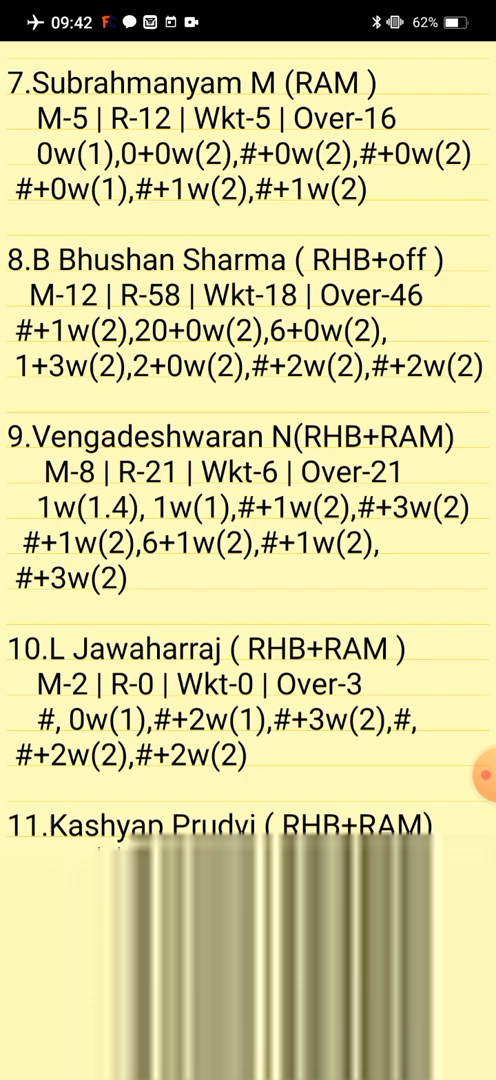 09:42
62%
7.Subrahmanyam M (RAM )
M-5 | R-12 | Wkt-5 | Over-16
0w(1),0+0w(2),#+0w(2),#+0w(2)
#+0w(1),#+1w(2),#+1w(2)
8.B Bhushan Sharma ( RHB+off )
M-12 | R-58 | Wkt-18 | Over-46
#+1w(2),20+0w(2),6+0w(2),
1+3w(2),2+0w(2),#+2w(2),#+2w(2)
9.Vengadeshwaran N(RHB+RAM)
M-8 | R-21 | Wkt-6 | Over-21
1w(1.4), 1w(1),#+1w(2),#+3w(2)
#+1w(2),6+1w(2),#+1w(2),
#+3w(2)
10.L Jawaharraj ( RHB+RAM )
M-2 | R-0 | Wkt-0 | Over-3
#, 0w(1),#+2w(1),#+3w(2),#,
#+2w(2),#+2w(2)
11.Kashyap Prudvi ( RHB+RAM)